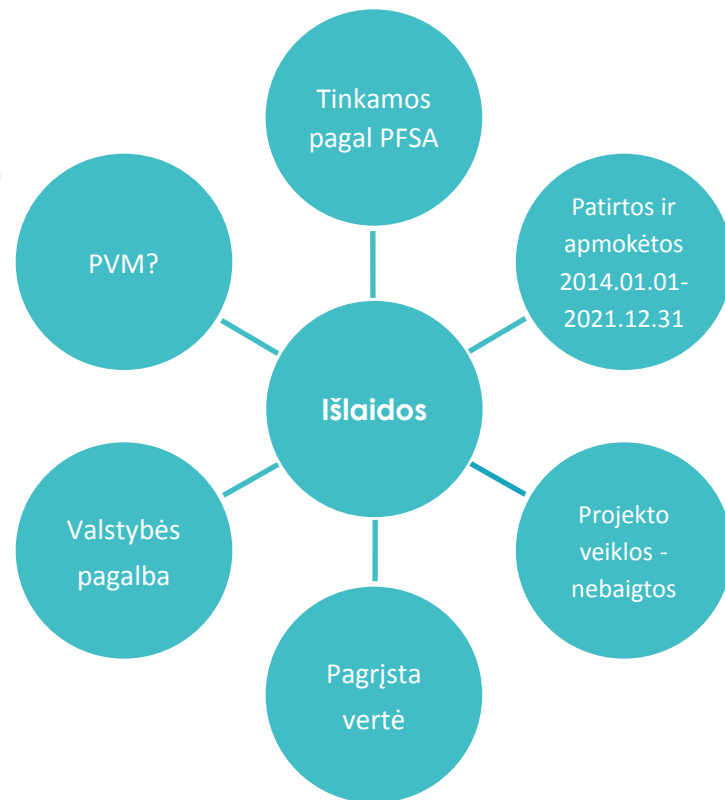 Tinkamos
pagal PFSA
Patirtos ir
apmokėtos
2014.01.01-
2021.12.31
PVM?
Išlaidos
Valstybės
pagalba
Projekto
veiklos -
nebaigtos
Pagrįsta
vertė